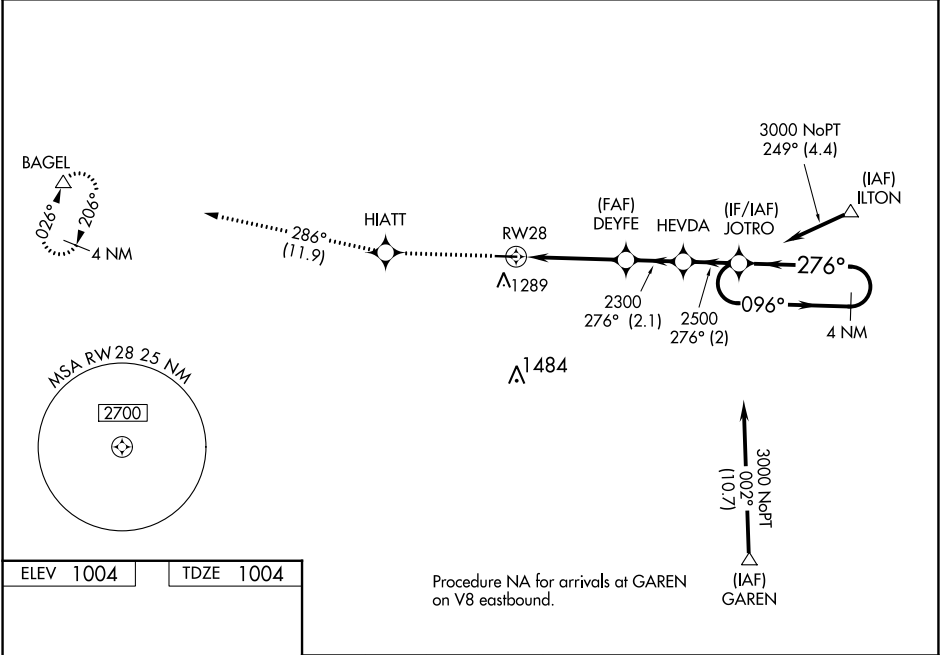 3000 NoPT
249° (4.4)
BAGEL
026°
206°
4 NM
(IAF)
ILTON
286°
(11.9)
HIATT
RW28
(FAF)
DEYFE
HEVDA
(IF/IAF)
JOTRO
276°
096°
4 NM
1289
2300
276° (2.1)
2500
276° (2)
1484
MSA RW28 25 NM
2700
3000 NoPT
002°
(10.7)
(IAF)
GAREN
ELEV 1004
TDZE 1004
Procedure NA for arrivals at GAREN
on V8 eastbound.